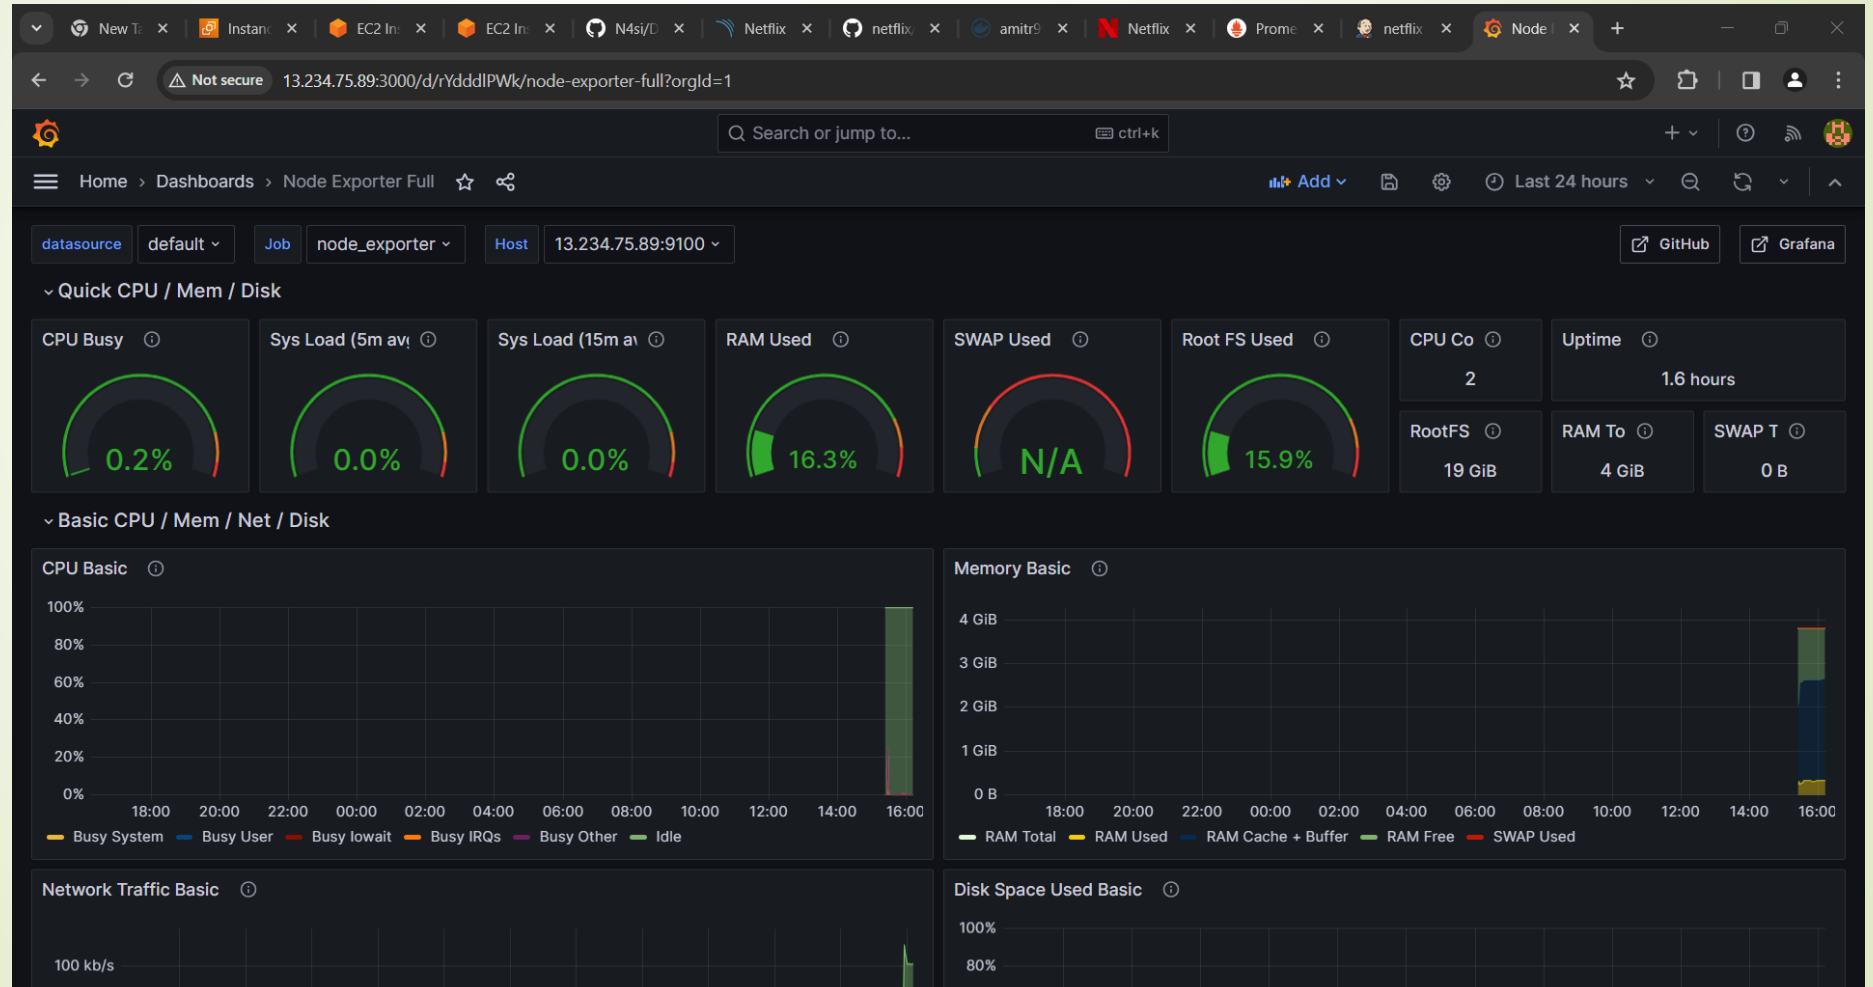 New Ta
Instanc
EC2 Ins
EC2 Ins
N4si/D
Netflix
netflix/
amitr9
Netflix
Prome
netflix
Node
Not secure
13.234.75.89:3000/d/rYdddlPWk/node-exporter-full?orgId=1
Search or jump to...
ctrl+k
Home › Dashboards › Node Exporter Full
Add
Last 24 hours
datasource default
Job node_exporter
Host 13.234.75.89:9100
GitHub
Grafana
Quick CPU / Mem / Disk
CPU Busy
0.2%
Sys Load (5m avg
0.0%
Sys Load (15m av
0.0%
RAM Used
16.3%
SWAP Used
N/A
Root FS Used
15.9%
CPU Co
2
Uptime
1.6 hours
RootFS
19 GiB
RAM To
4 GiB
SWAP T
0 B
Basic CPU / Mem / Net / Disk
CPU Basic
100%
80%
60%
40%
20%
0%
18:00 20:00 22:00 00:00 02:00 04:00 06:00 08:00 10:00 12:00 14:00 16:00
Busy System Busy User Busy Iowait Busy IRQs Busy Other Idle
Memory Basic
4 GiB
3 GiB
2 GiB
1 GiB
0 B
18:00 20:00 22:00 00:00 02:00 04:00 06:00 08:00 10:00 12:00 14:00 16:00
RAM Total RAM Used RAM Cache + Buffer RAM Free SWAP Used
Network Traffic Basic
100 kb/s
Disk Space Used Basic
100%
80%